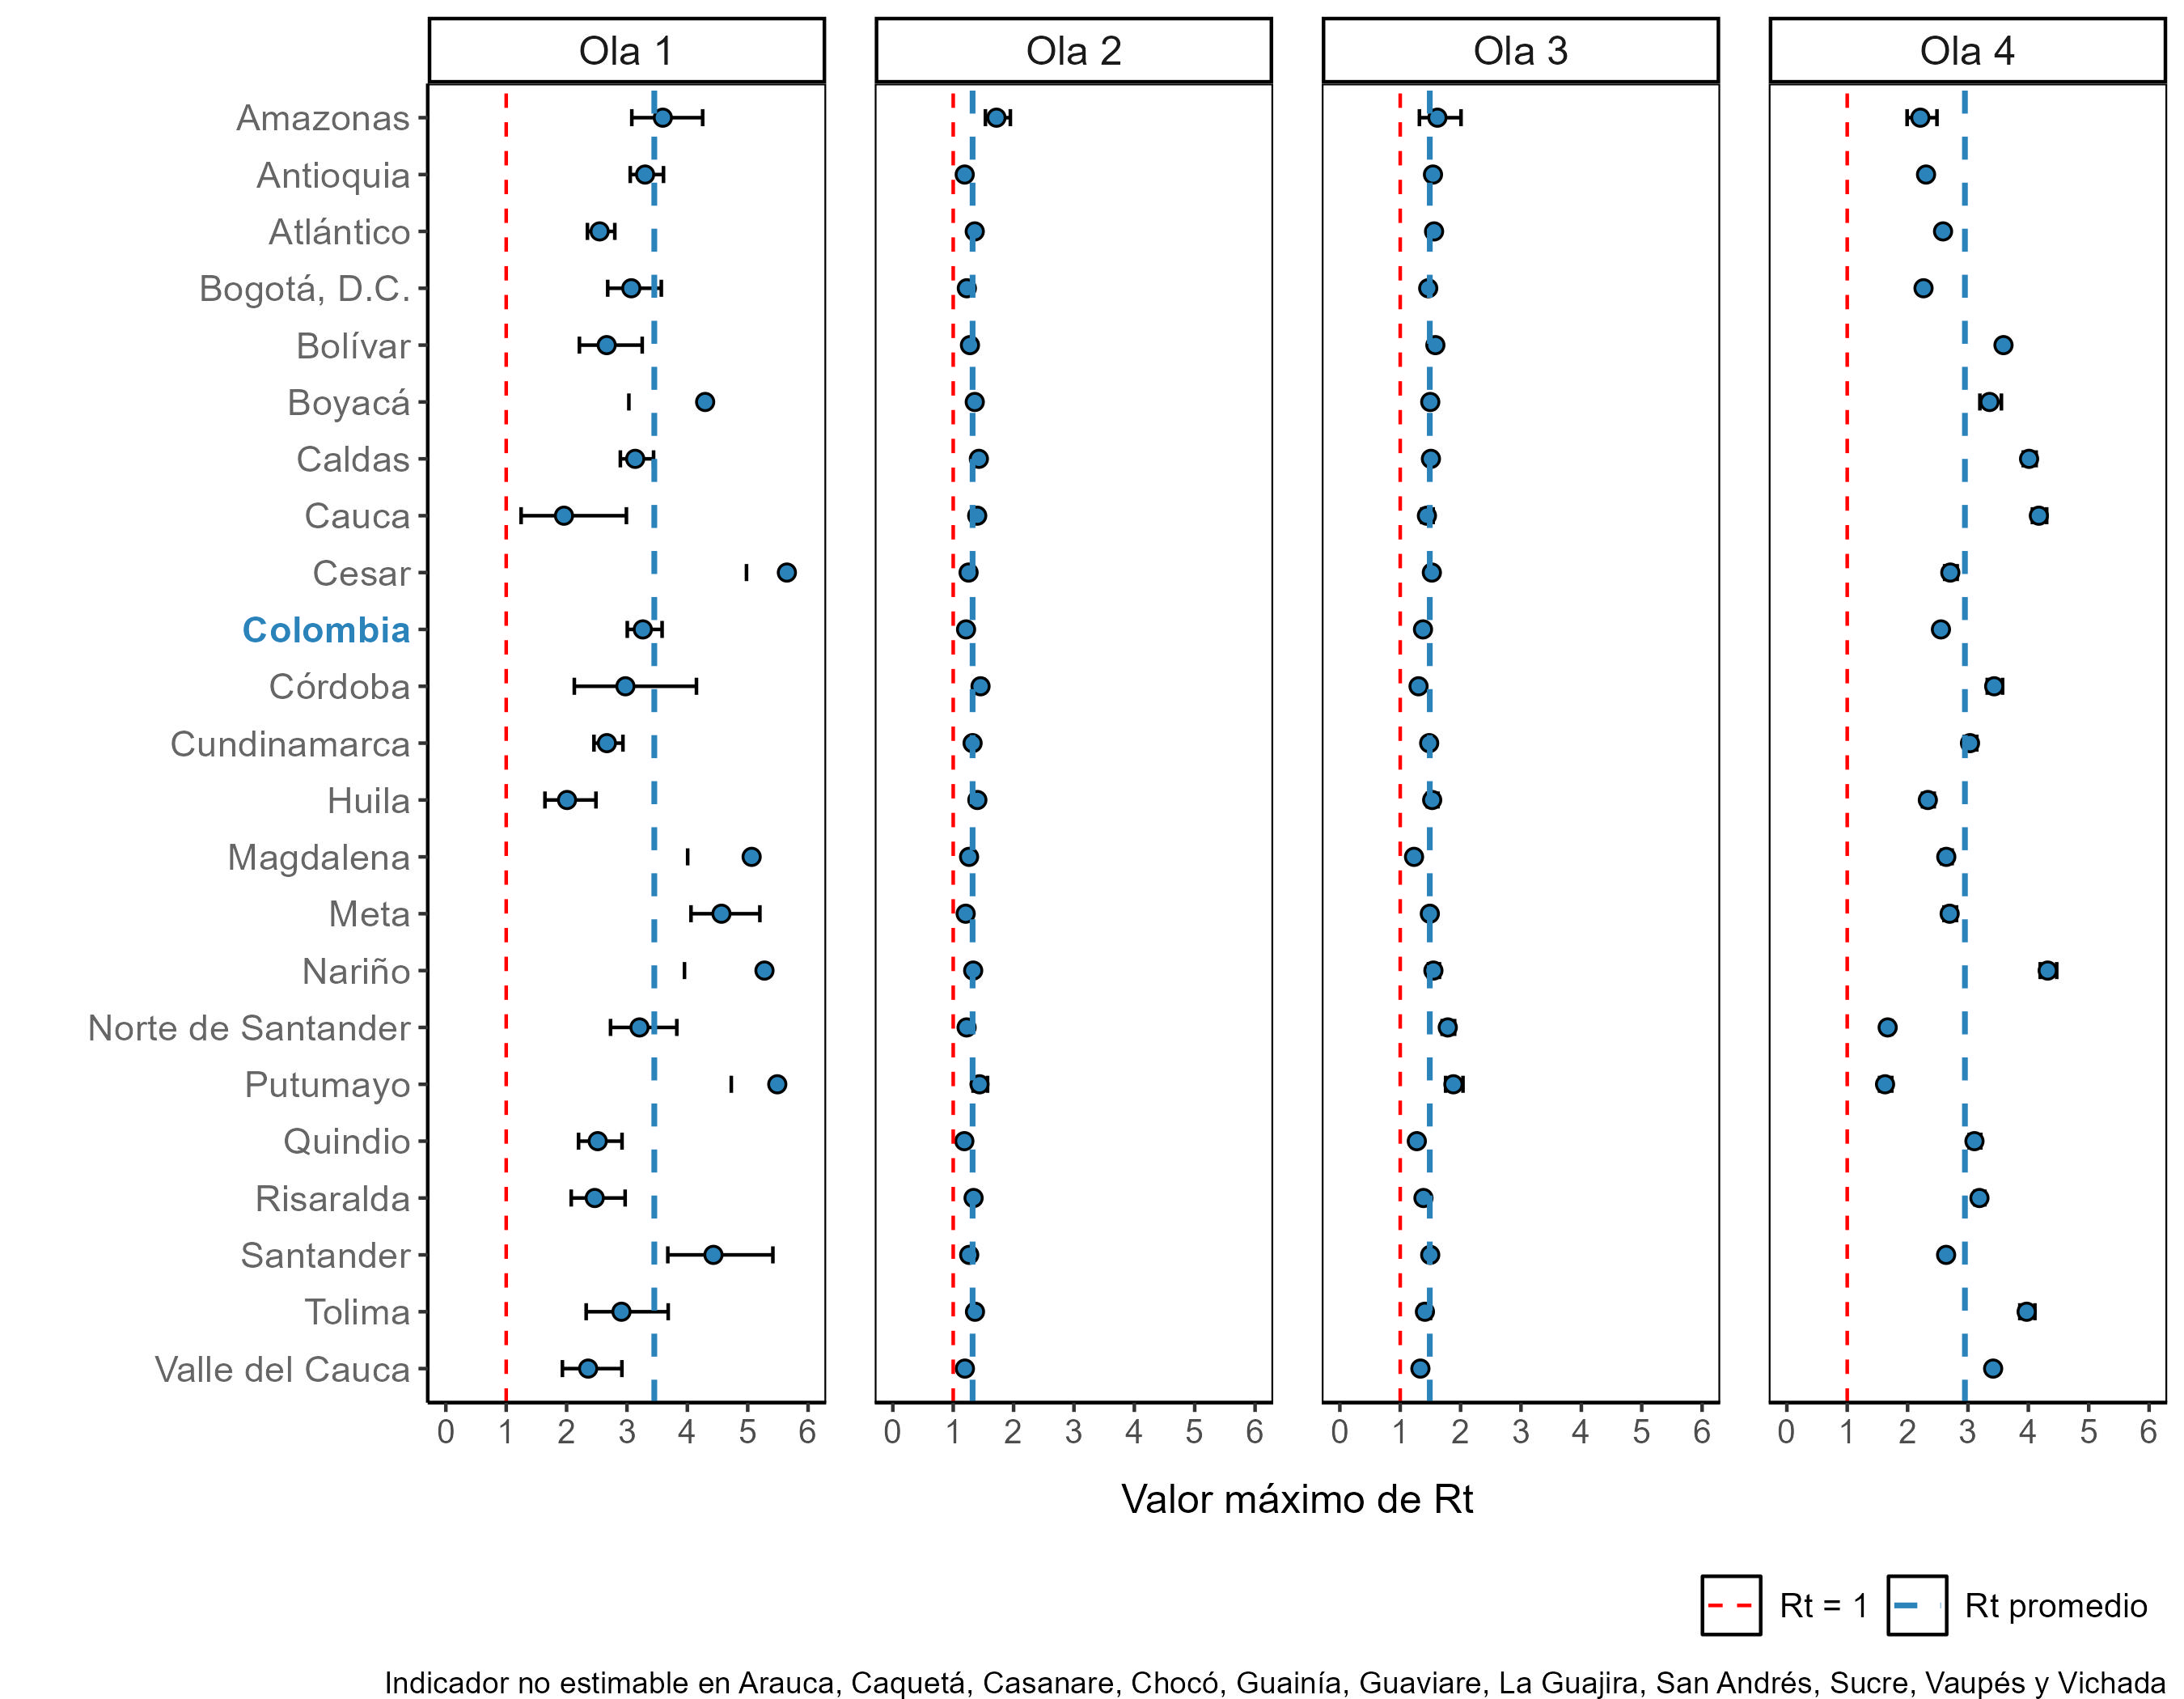 Ola 1 Ola 2 Ola 3 Ola 4
Amazonas
Antioquia
Atlántico
Bogotá, D.C.
Bolívar
Boyacá
Caldas
Cauca
Cesar
Colombia
Córdoba
Cundinamarca
Huila
Magdalena
Meta
Nariño
Norte de Santander
Putumayo
Quindio
Risaralda
Santander
Tolima
Valle del Cauca
0 1 2 3 4 5 6 0 1 2 3 4 5 6 0 1 2 3 4 5 6 0 1 2 3 4 5 6
Valor máximo de Rt
Rt = 1 Rt promedio
Indicador no estimable en Arauca, Caquetá, Casanare, Chocó, Guainía, Guaviare, La Guajira, San Andrés, Sucre, Vaupés y Vichada